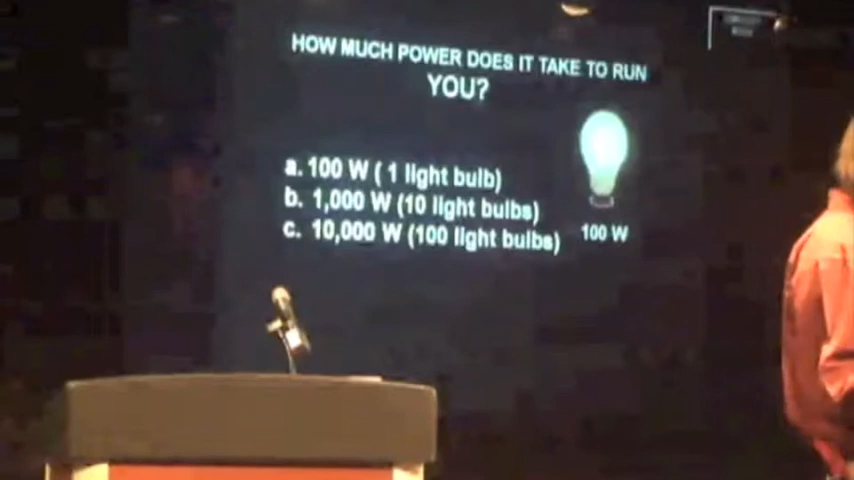 HOW MUCH POWER DOES IT TAKE TO RUN
YOU?
a. 100 W ( 1 light bulb)
b. 1,000 W (10 light bulbs)
c. 10,000 W (100 light bulbs)
100 W